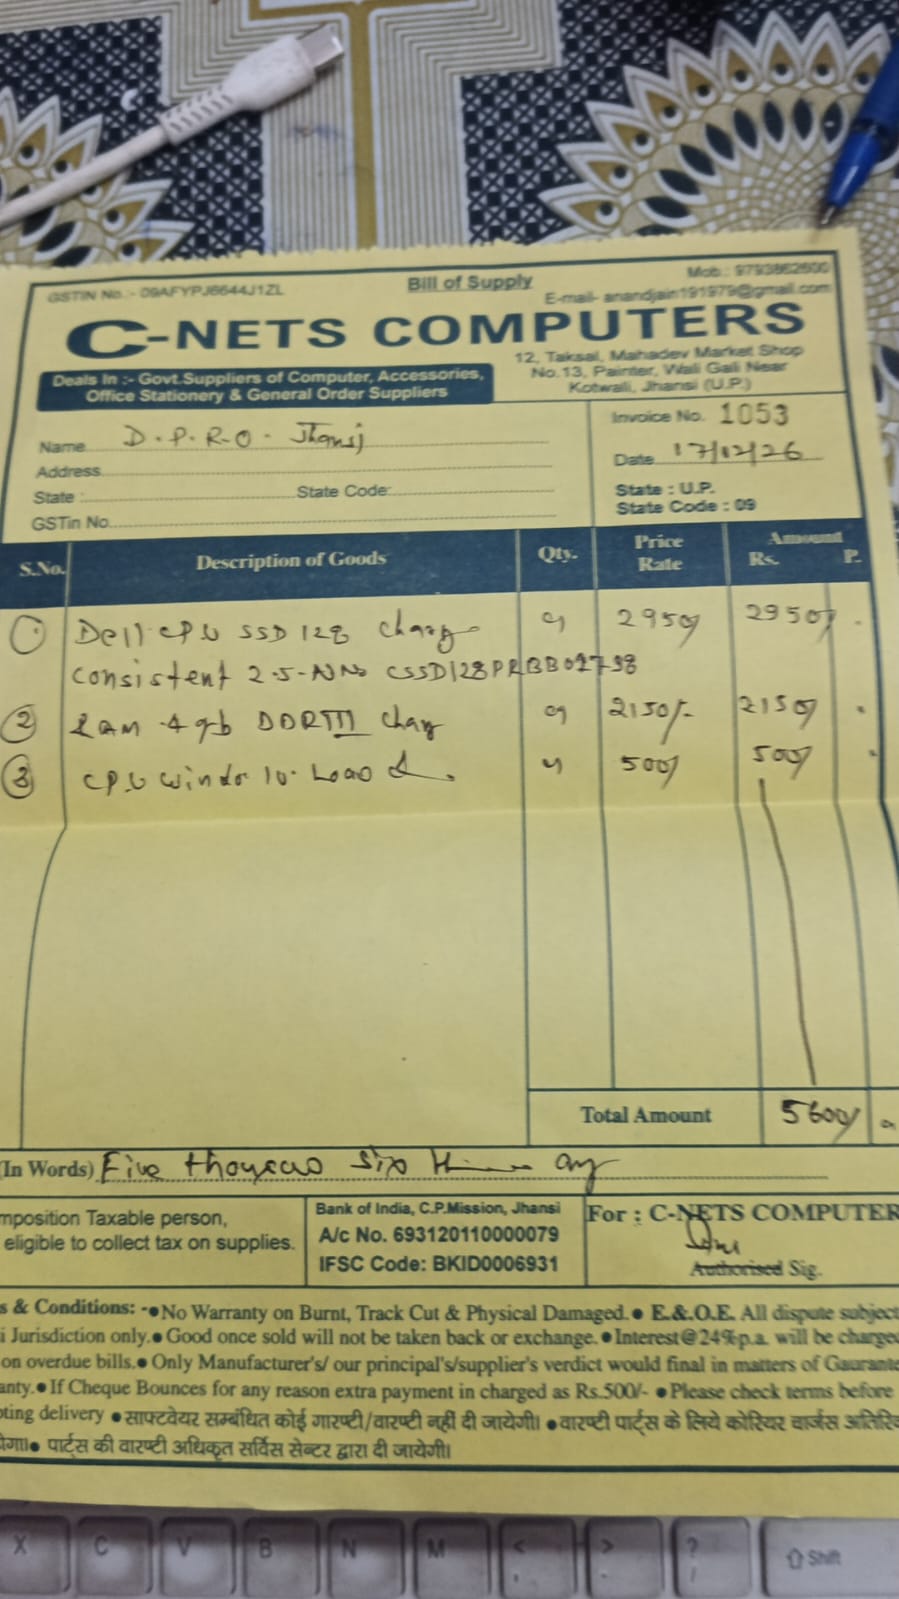 GSTIN No.:- 09AFYPJ6644J1ZL
Bill of Supply
Mob.: 9793862600
E-mail- anandjain191979@gmail.com
C-NETS COMPUTERS
Deals In :- Govt.Suppliers of Computer, Accessories,
Office Stationery & General Order Suppliers
12, Taksal, Mahadev Market Shop
No.13, Painter, Wali Gali Near
Kotwali, Jhansi (U.P.)
Name D.P.R.O. Jhansi
Address
State : State Code:
GSTin No.
Invoice No. 1053
Date 17/02/26
State : U.P.
State Code : 09
S.No. Description of Goods Qty. Price Rate Amount Rs. P.
1 Dell CPU SSD 128 2950/ 2950/
consistent 2.5
2 RAM 4 gb DDRIII 2150/- 2150/
3 CPU Window 10 Load 500/ 500/
Total Amount 5600/
(In Words) Five thousand six
mposition Taxable person,
eligible to collect tax on supplies.
Bank of India, C.P.Mission, Jhansi
A/c No. 693120110000079
IFSC Code: BKID0006931
For : C-NETS COMPUTER
Authorised Sig.
s & Conditions: -●No Warranty on Burnt, Track Cut & Physical Damaged.● E.&.O.E. All dispute subject
i Jurisdiction only.● Good once sold will not be taken back or exchange. ●Interest@24%p.a. will be charge
on overdue bills.● Only Manufacturer's/ our principal's/supplier's verdict would final in matters of Gaurante
anty.● If Cheque Bounces for any reason extra payment in charged as Rs.500/- ●Please check terms before
pting delivery ●साफ्टवेयर सम्बंधित कोई गारण्टी/वारण्टी नहीं दी जायेगी। ●वारण्टी पार्ट्स के लिये कोरियर चार्जस अतिरि
होगा।● पार्ट्स की वारण्टी अधिकृत सर्विस सेन्टर द्वारा दी जायेगी।
X C V B N M < , > . ? / Shift